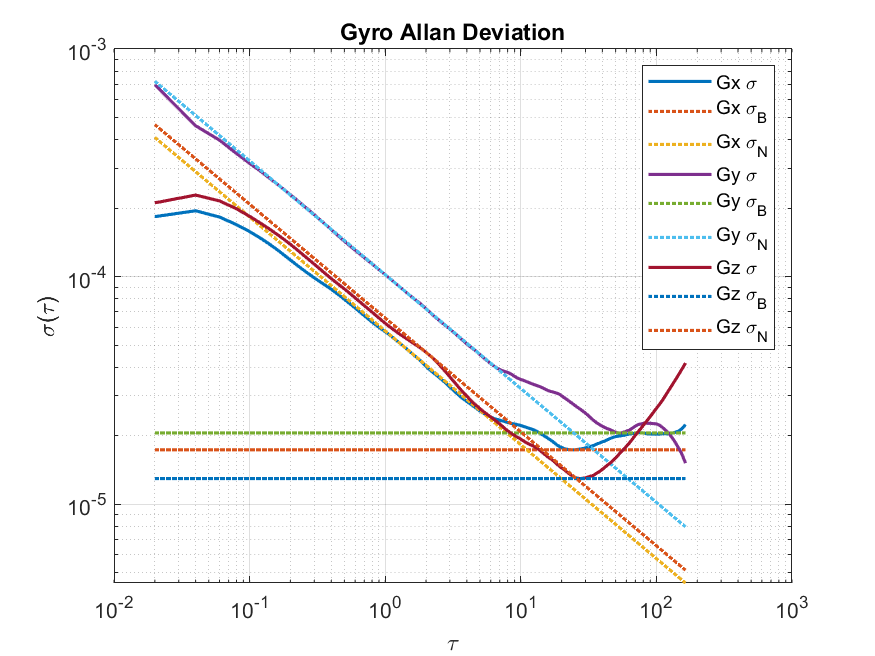 Gyro Allan Deviation
10^-3
10^-4
10^-5
σ(τ)
10^-2
10^-1
10^0
10^1
10^2
10^3
τ
Gx σ
Gx σ_B
Gx σ_N
Gy σ
Gy σ_B
Gy σ_N
Gz σ
Gz σ_B
Gz σ_N